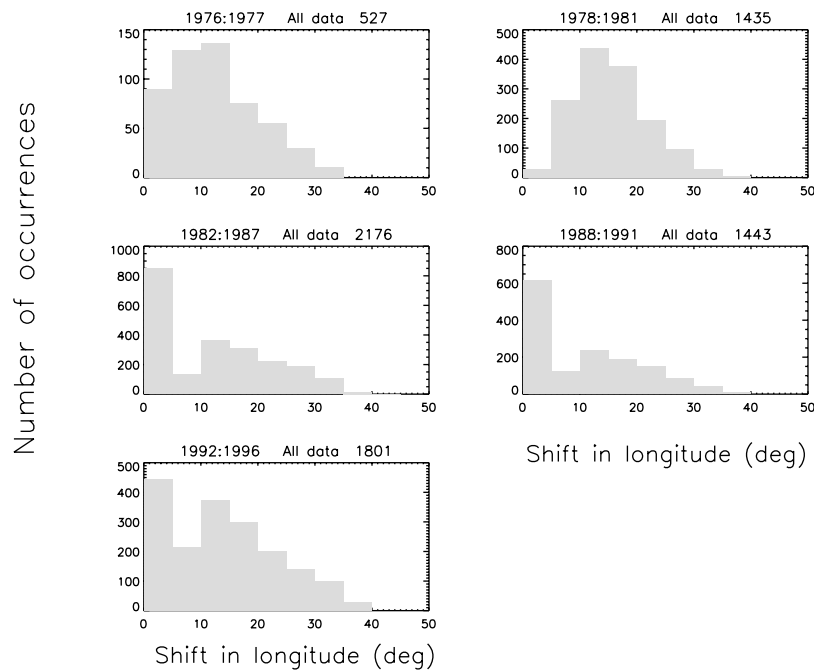 Number of occurrences
1976:1977 All data 527
150
100
50
0
0 10 20 30 40 50
1978:1981 All data 1435
500
400
300
200
100
0
0 10 20 30 40 50
1982:1987 All data 2176
1000
800
600
400
200
0
0 10 20 30 40 50
1988:1991 All data 1443
800
600
400
200
0
0 10 20 30 40 50
Shift in longitude (deg)
1992:1996 All data 1801
500
400
300
200
100
0
0 10 20 30 40 50
Shift in longitude (deg)